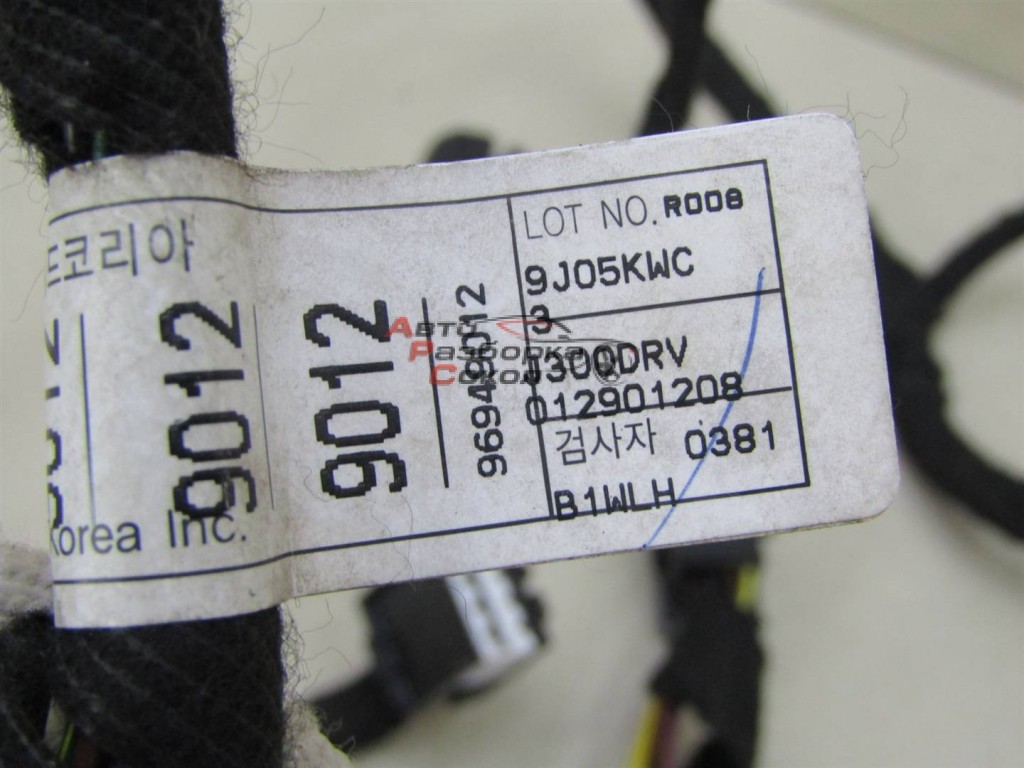 드코리아
9012
9012
96949012
Korea Inc.
LOT NO. R008
9J05KWC
3
J300DRV
012901208
검사자 0381
B1WLH
Авто
Разборка
Сокол